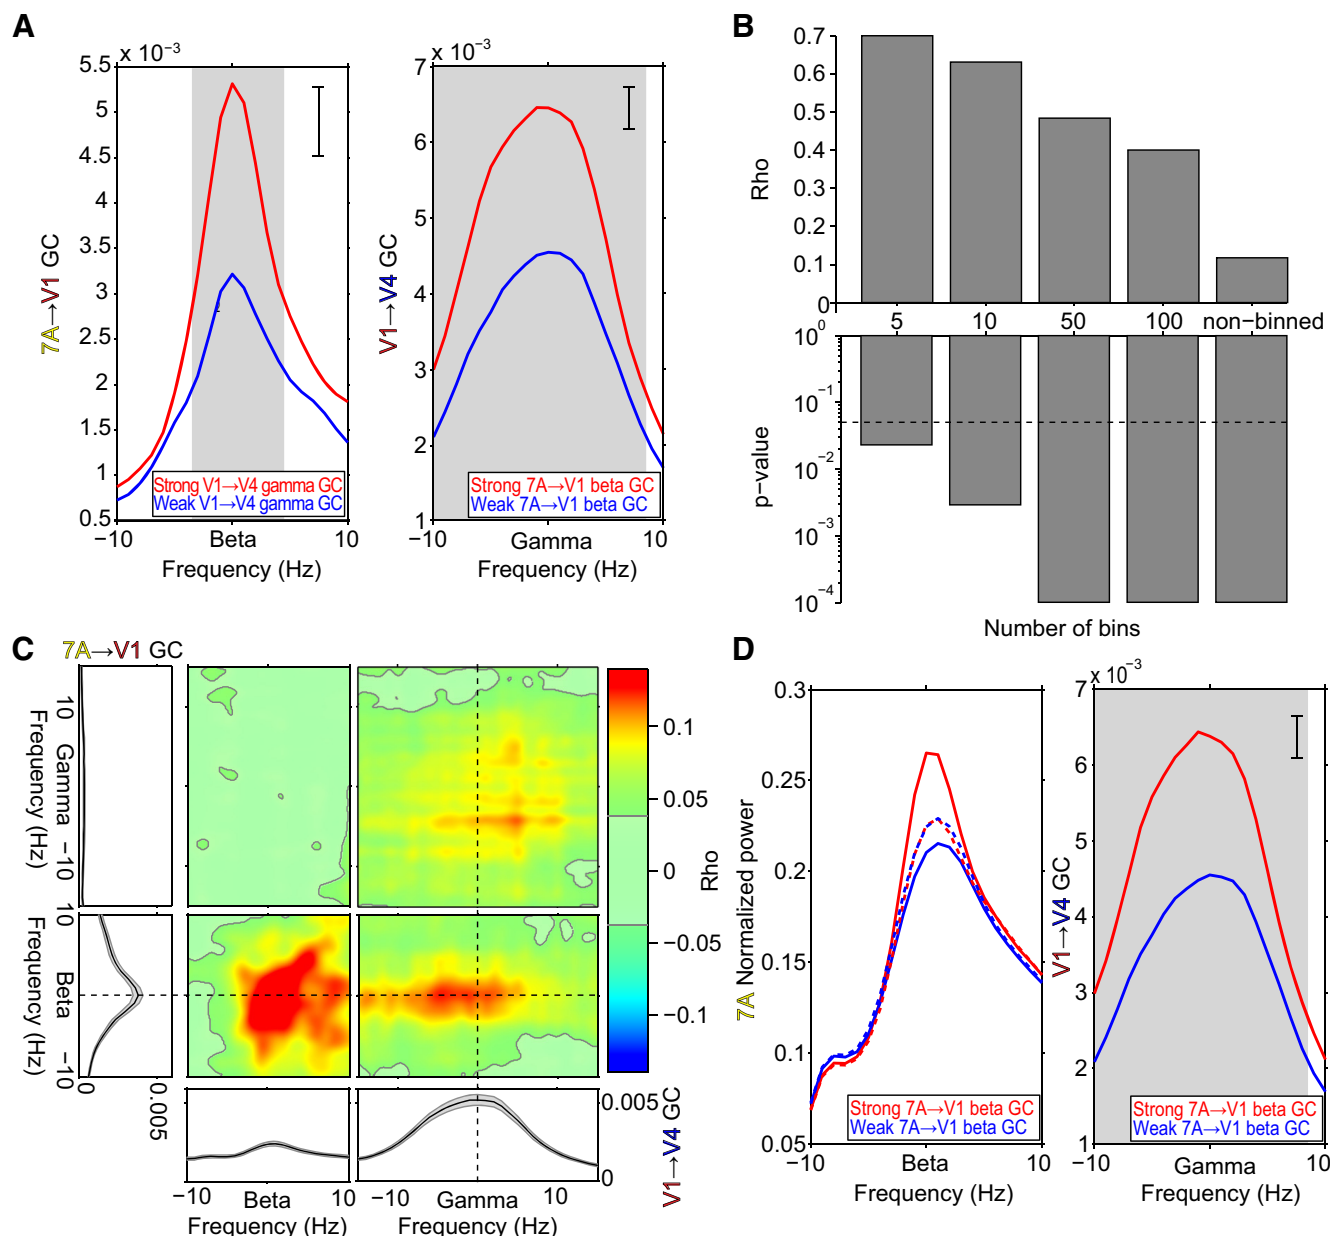 A
x 10⁻³
5.5
5
4.5
4
3.5
3
2.5
2
1.5
1
0.5
7A→V1 GC
Strong V1→V4 gamma GC
Weak V1→V4 gamma GC
−10 Beta 10
Frequency (Hz)
x 10⁻³
7
6
5
4
3
2
1
V1→V4 GC
Strong 7A→V1 beta GC
Weak 7A→V1 beta GC
−10 Gamma 10
Frequency (Hz)
B
0.7
0.6
0.5
0.4
0.3
0.2
0.1
0
Rho
5 10 50 100 non-binned
10⁰
10⁻¹
10⁻²
10⁻³
10⁻⁴
p-value
Number of bins
C
7A→V1 GC
10 Gamma −10
Frequency (Hz)
10 Beta −10
Frequency (Hz)
0 0.005
0.1
0.05
0
−0.05
−0.1
Rho
0.005
0
V1→V4 GC
−10 Beta 10
Frequency (Hz)
−10 Gamma 10
Frequency (Hz)
D
0.3
0.25
0.2
0.15
0.1
0.05
7A Normalized power
Strong 7A→V1 beta GC
Weak 7A→V1 beta GC
−10 Beta 10
Frequency (Hz)
x 10⁻³
7
6
5
4
3
2
1
V1→V4 GC
Strong 7A→V1 beta GC
Weak 7A→V1 beta GC
−10 Gamma 10
Frequency (Hz)